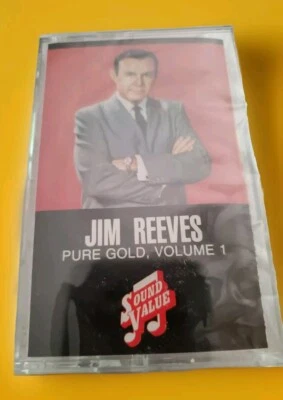 JIM REEVES
PURE GOLD, VOLUME 1
SOUND
VALUE